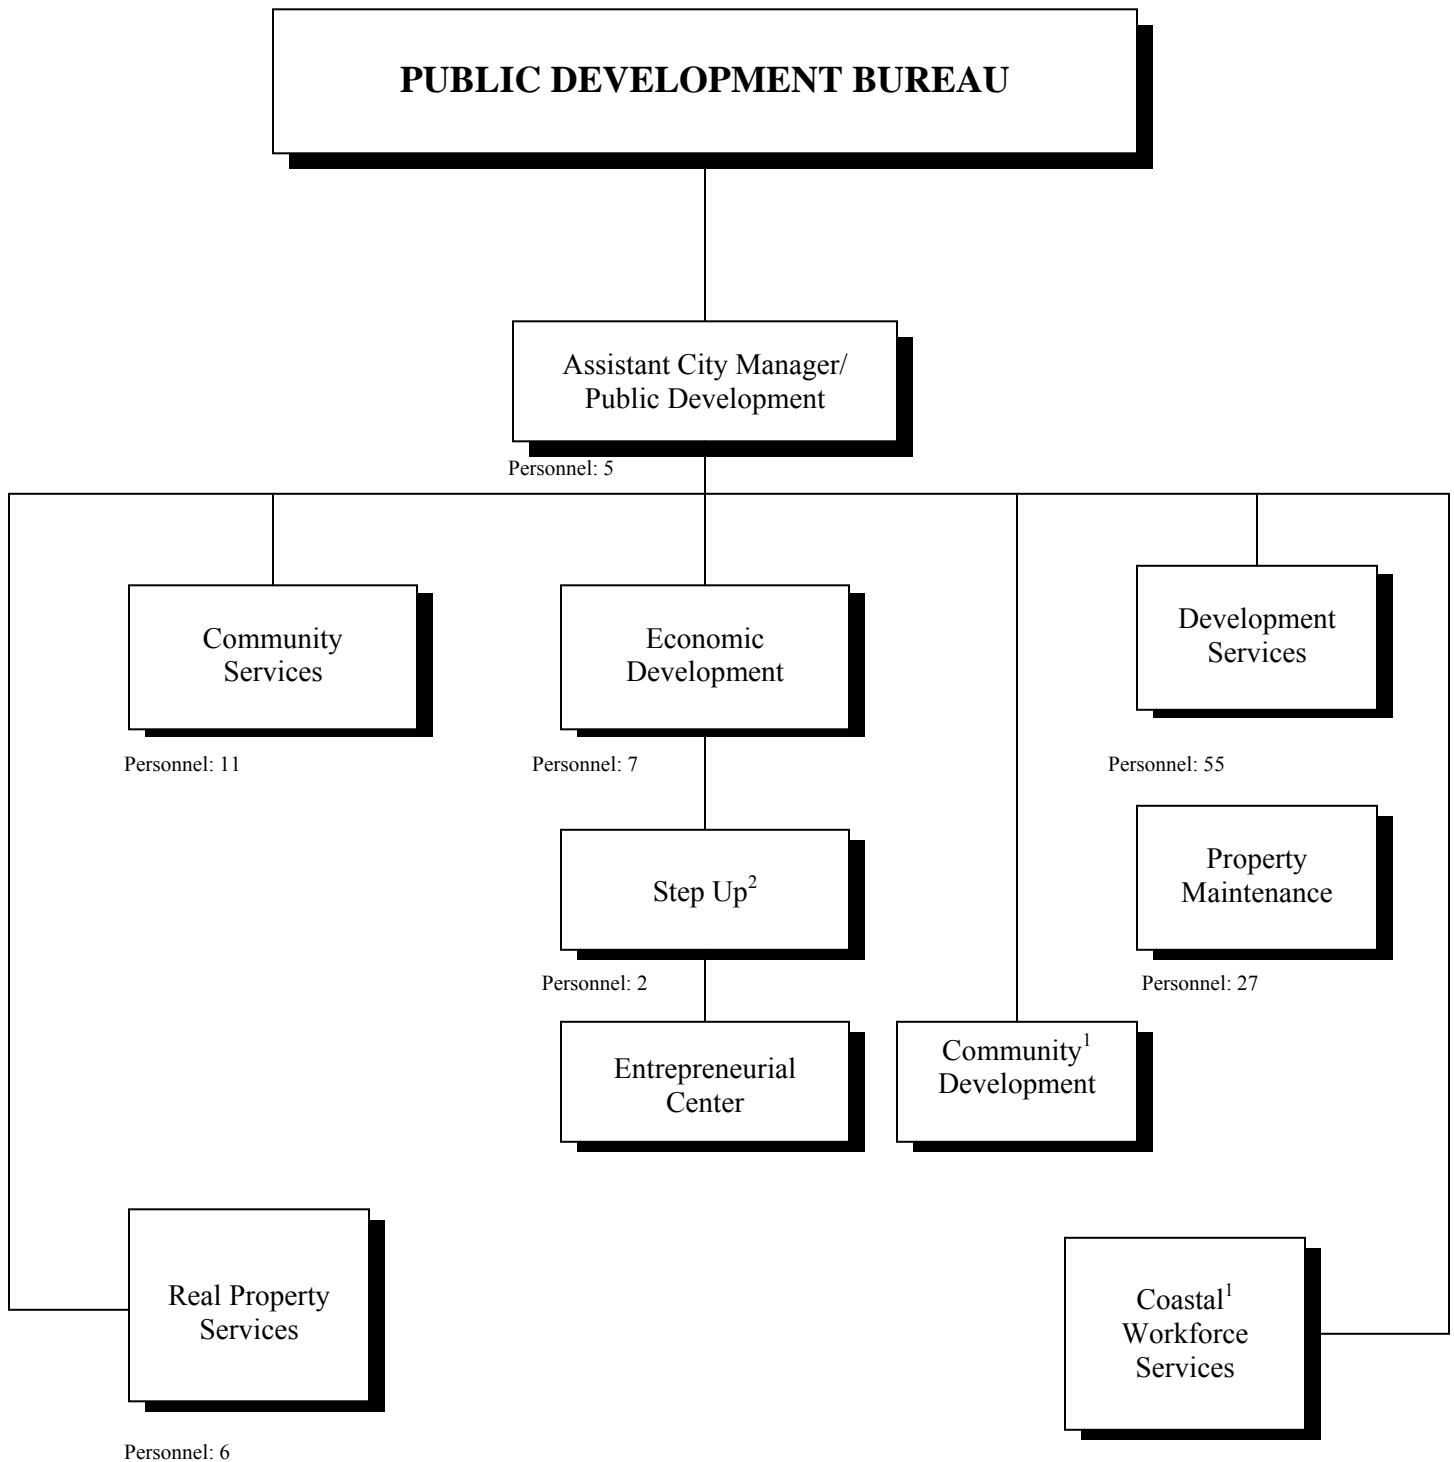 PUBLIC DEVELOPMENT BUREAU
Assistant City Manager/
Public Development
Personnel: 5
Community
Services
Personnel: 11
Economic
Development
Personnel: 7
Development
Services
Personnel: 55
Step Up²
Personnel: 2
Property
Maintenance
Personnel: 27
Entrepreneurial
Center
Community¹
Development
Real Property
Services
Personnel: 6
Coastal¹
Workforce
Services